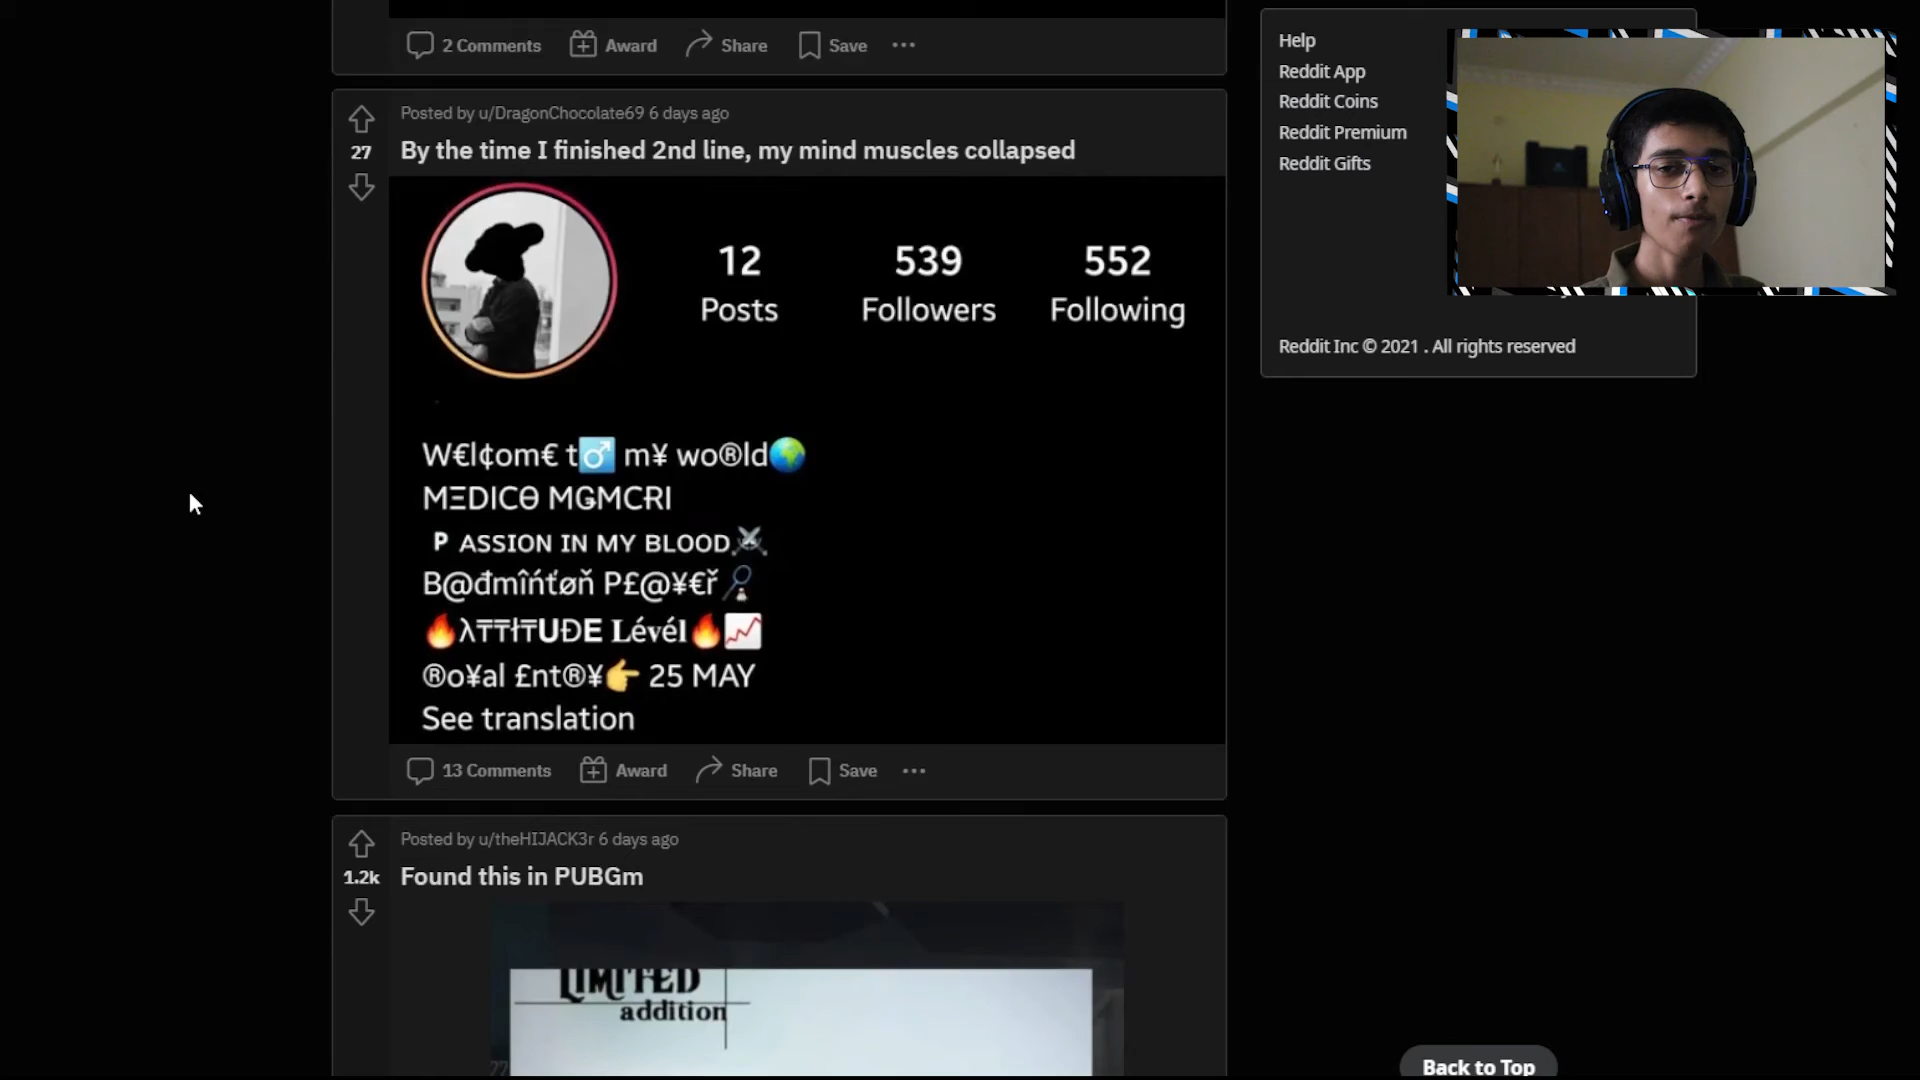 2 Comments Award Share Save
Posted by u/DragonChocolate69 6 days ago
27
By the time I finished 2nd line, my mind muscles collapsed
12 539 552
Posts Followers Following
W€l¢om€ t♂️ m¥ wo®ld🌍
MΞDICӨ MGMCRI
P ASSION IN MY BLOOD⚔️
B@đmîńťøň P£@¥€ř🏸
🔥λ₸₸ł₸UĐE Lévél🔥📈
®o¥al £nt®¥👉 25 MAY
See translation
13 Comments Award Share Save
Posted by u/theHIJACK3r 6 days ago
1.2k
Found this in PUBGm
LIMITED
addition
Help
Reddit App
Reddit Coins
Reddit Premium
Reddit Gifts
Reddit Inc © 2021 . All rights reserved
Back to Top